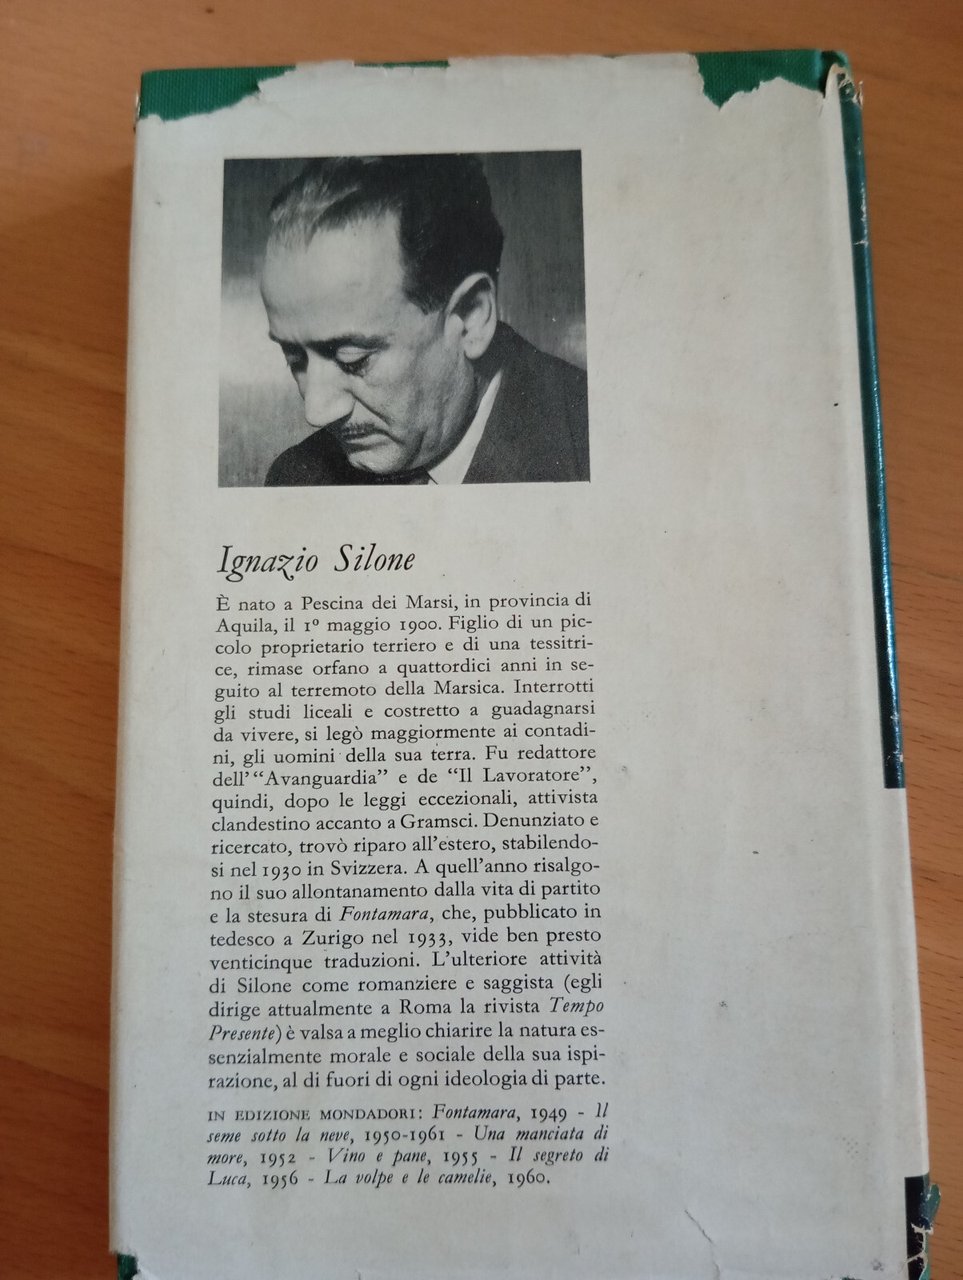 Ignazio Silone
È nato a Pescina dei Marsi, in provincia di
Aquila, il 1º maggio 1900. Figlio di un pic-
colo proprietario terriero e di una tessitri-
ce, rimase orfano a quattordici anni in se-
guito al terremoto della Marsica. Interrotti
gli studi liceali e costretto a guadagnarsi
da vivere, si legò maggiormente ai contadi-
ni, gli uomini della sua terra. Fu redattore
dell'"Avanguardia" e de "Il Lavoratore",
quindi, dopo le leggi eccezionali, attivista
clandestino accanto a Gramsci. Denunziato e
ricercato, trovò riparo all'estero, stabilendo-
si nel 1930 in Svizzera. A quell'anno risalgo-
no il suo allontanamento dalla vita di partito
e la stesura di Fontamara, che, pubblicato in
tedesco a Zurigo nel 1933, vide ben presto
venticinque traduzioni. L'ulteriore attività
di Silone come romanziere e saggista (egli
dirige attualmente a Roma la rivista Tempo
Presente) è valsa a meglio chiarire la natura es-
senzialmente morale e sociale della sua ispi-
razione, al di fuori di ogni ideologia di parte.
IN EDIZIONE MONDADORI: Fontamara, 1949 - Il
seme sotto la neve, 1950-1961 - Una manciata di
more, 1952 - Vino e pane, 1955 - Il segreto di
Luca, 1956 - La volpe e le camelie, 1960.